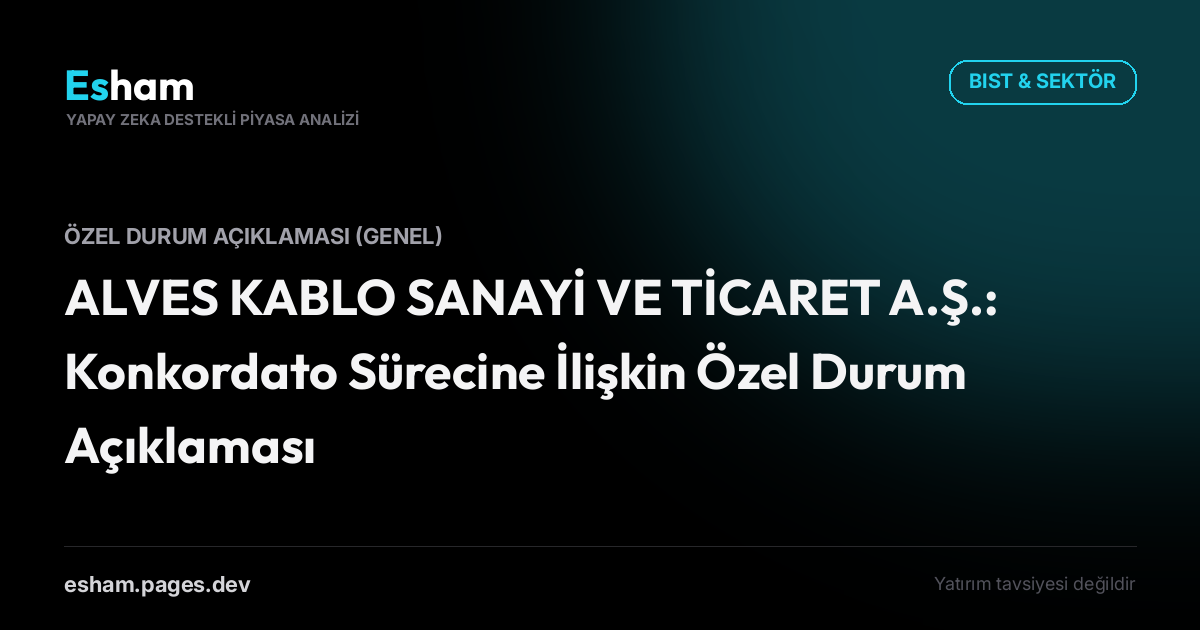 Esham
BIST & SEKTÖR
YAPAY ZEKA DESTEKLİ PİYASA ANALİZİ
ÖZEL DURUM AÇIKLAMASI (GENEL)
ALVES KABLO SANAYİ VE TİCARET A.Ş.:
Konkordato Sürecine İlişkin Özel Durum
Açıklaması
esham.pages.dev
Yatırım tavsiyesi değildir